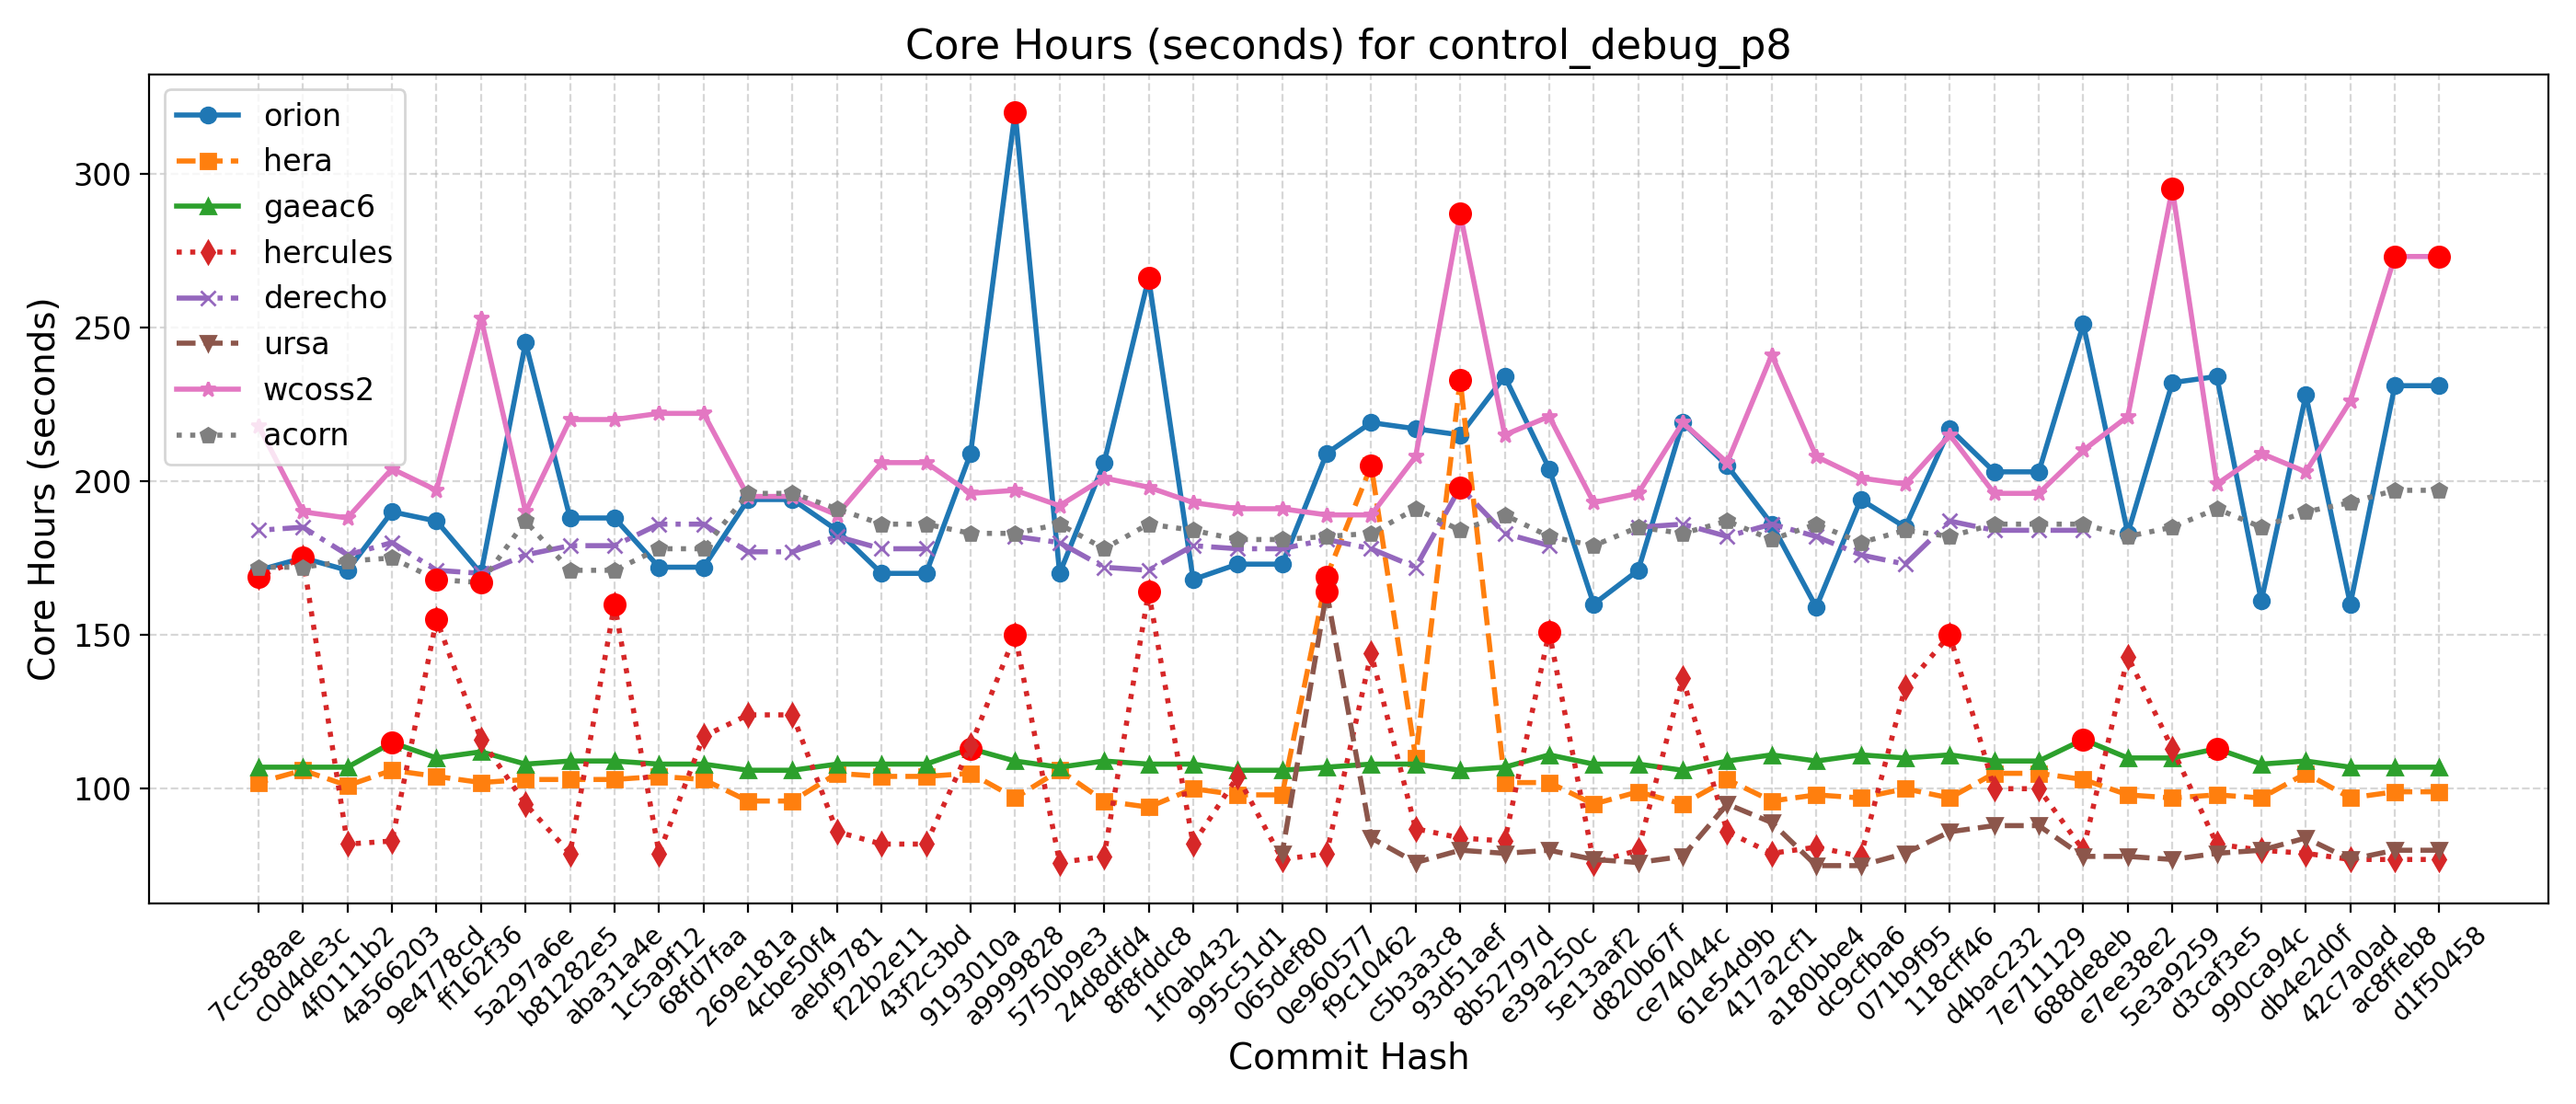 Core Hours (seconds) for control_debug_p8
orion
hera
gaeac6
hercules
derecho
ursa
wcoss2
acorn
Core Hours (seconds)
300
250
200
150
100
7cc588ae
c0d4de3c
4f0111b2
4a566203
9e4778cd
ff162f36
5a297a6e
b81282e5
aba31a4e
1c5a9f12
68fd7faa
269e181a
4cbe50f4
aebf9781
f22b2e11
43f2c3bd
9193010a
a9999828
5750b9e3
24d8dfd4
8f8fddc8
1f0ab432
995c51d1
065def80
0e960577
f9c10462
c5b3a3c8
93d51aef
8b52797d
e39a250c
5e13aaf2
d820b67f
ce74044c
61e54d9b
417a2cf1
a180bbe4
dc9cfba6
071b9f95
118cff46
d4bac232
7e711129
688de8eb
e7ee38e2
5e3a9259
d3caf3e5
990ca94c
db4e2d0f
42c7a0ad
ac8ffeb8
d1f50458
Commit Hash